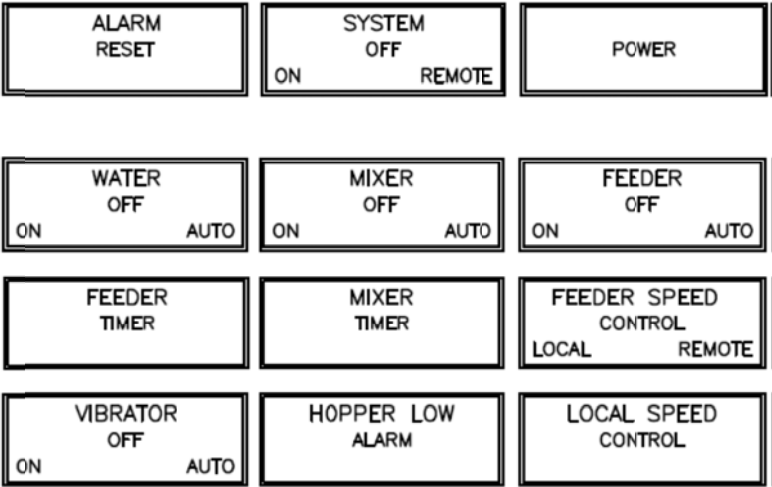 ALARM
RESET
SYSTEM
OFF
ON REMOTE
POWER
WATER
OFF
ON AUTO
MIXER
OFF
ON AUTO
FEEDER
OFF
ON AUTO
FEEDER
TIMER
MIXER
TIMER
FEEDER SPEED
CONTROL
LOCAL REMOTE
VIBRATOR
OFF
ON AUTO
HOPPER LOW
ALARM
LOCAL SPEED
CONTROL